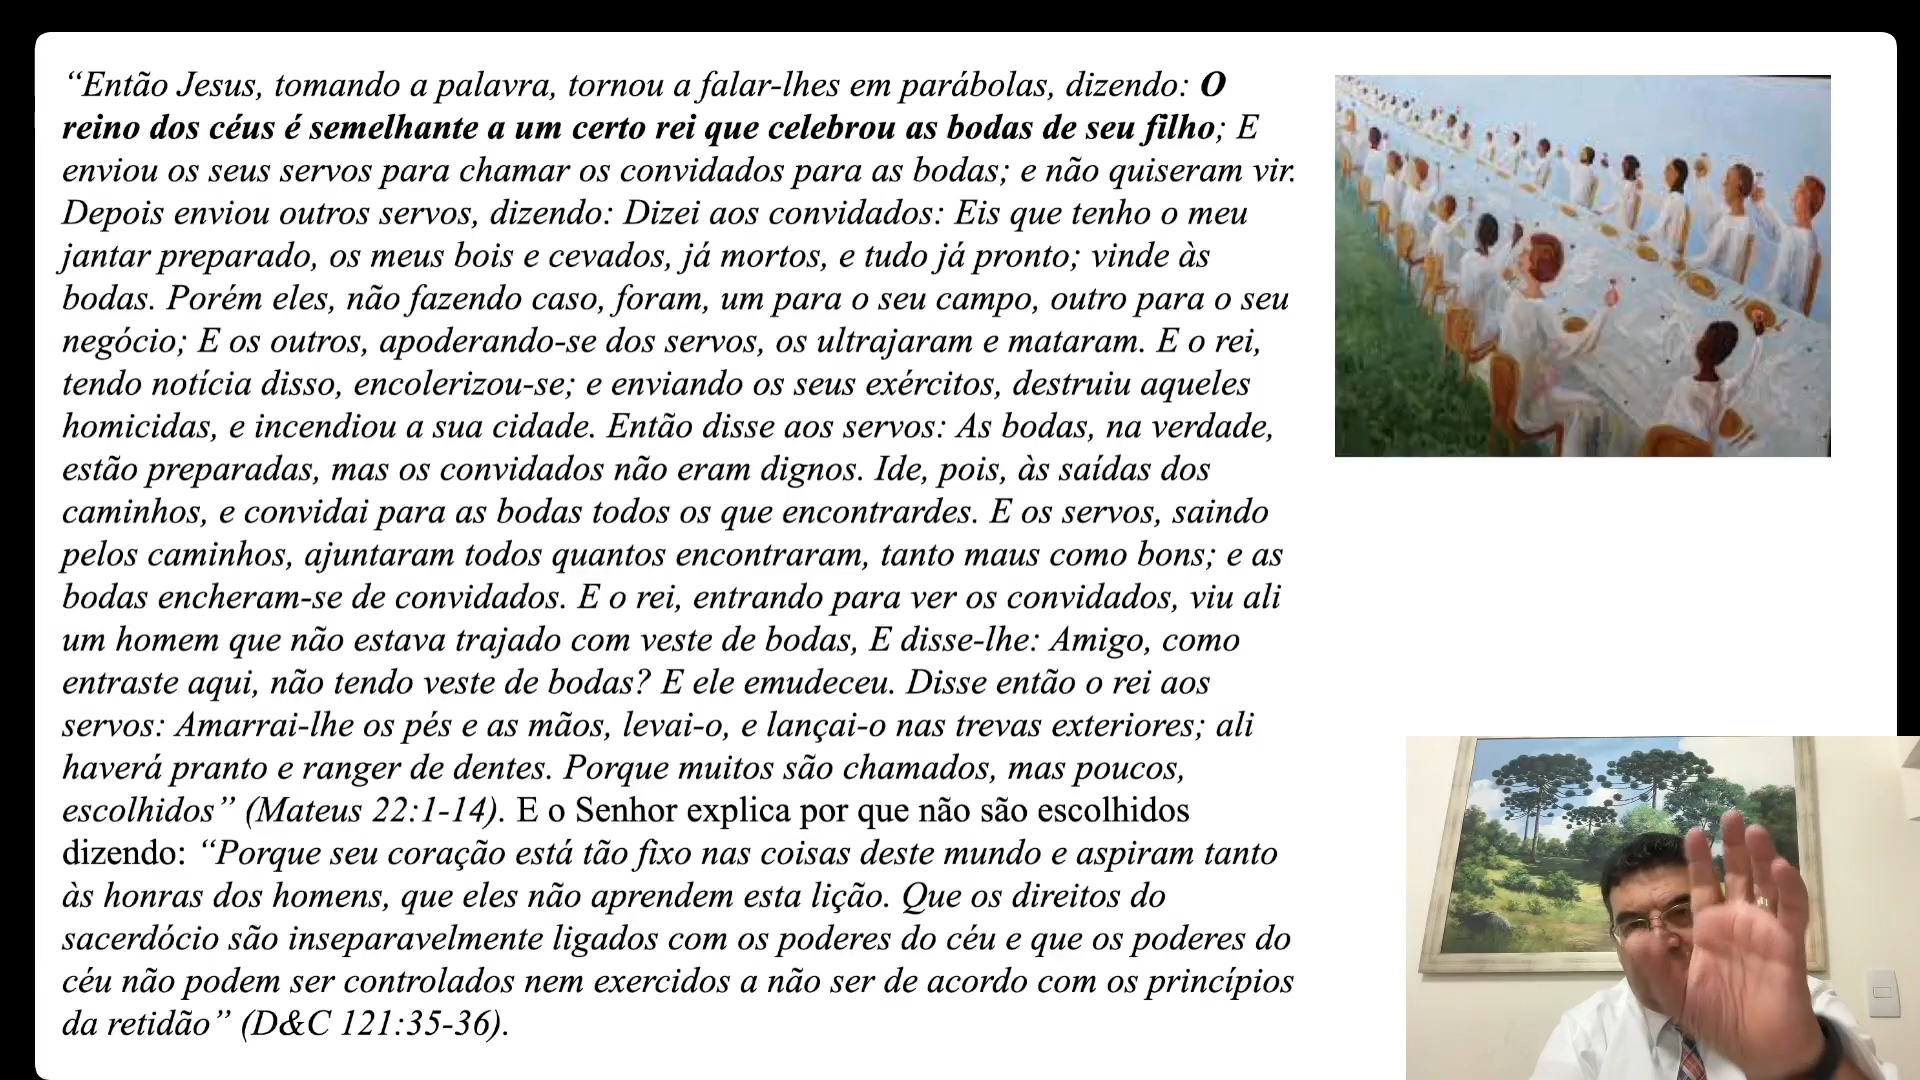 “Então Jesus, tomando a palavra, tornou a falar-lhes em parábolas, dizendo: O
reino dos céus é semelhante a um certo rei que celebrou as bodas de seu filho; E
enviou os seus servos para chamar os convidados para as bodas; e não quiseram vir.
Depois enviou outros servos, dizendo: Dizei aos convidados: Eis que tenho o meu
jantar preparado, os meus bois e cevados, já mortos, e tudo já pronto; vinde às
bodas. Porém eles, não fazendo caso, foram, um para o seu campo, outro para o seu
negócio; E os outros, apoderando-se dos servos, os ultrajaram e mataram. E o rei,
tendo notícia disso, encolerizou-se; e enviando os seus exércitos, destruiu aqueles
homicidas, e incendiou a sua cidade. Então disse aos servos: As bodas, na verdade,
estão preparadas, mas os convidados não eram dignos. Ide, pois, às saídas dos
caminhos, e convidai para as bodas todos os que encontrardes. E os servos, saindo
pelos caminhos, ajuntaram todos quantos encontraram, tanto maus como bons; e as
bodas encheram-se de convidados. E o rei, entrando para ver os convidados, viu ali
um homem que não estava trajado com veste de bodas, E disse-lhe: Amigo, como
entraste aqui, não tendo veste de bodas? E ele emudeceu. Disse então o rei aos
servos: Amarrai-lhe os pés e as mãos, levai-o, e lançai-o nas trevas exteriores; ali
haverá pranto e ranger de dentes. Porque muitos são chamados, mas poucos,
escolhidos” (Mateus 22:1-14). E o Senhor explica por que não são escolhidos
dizendo: “Porque seu coração está tão fixo nas coisas deste mundo e aspiram tanto
às honras dos homens, que eles não aprendem esta lição. Que os direitos do
sacerdócio são inseparavelmente ligados com os poderes do céu e que os poderes do
céu não podem ser controlados nem exercidos a não ser de acordo com os princípios
da retidão” (D&C 121:35-36).